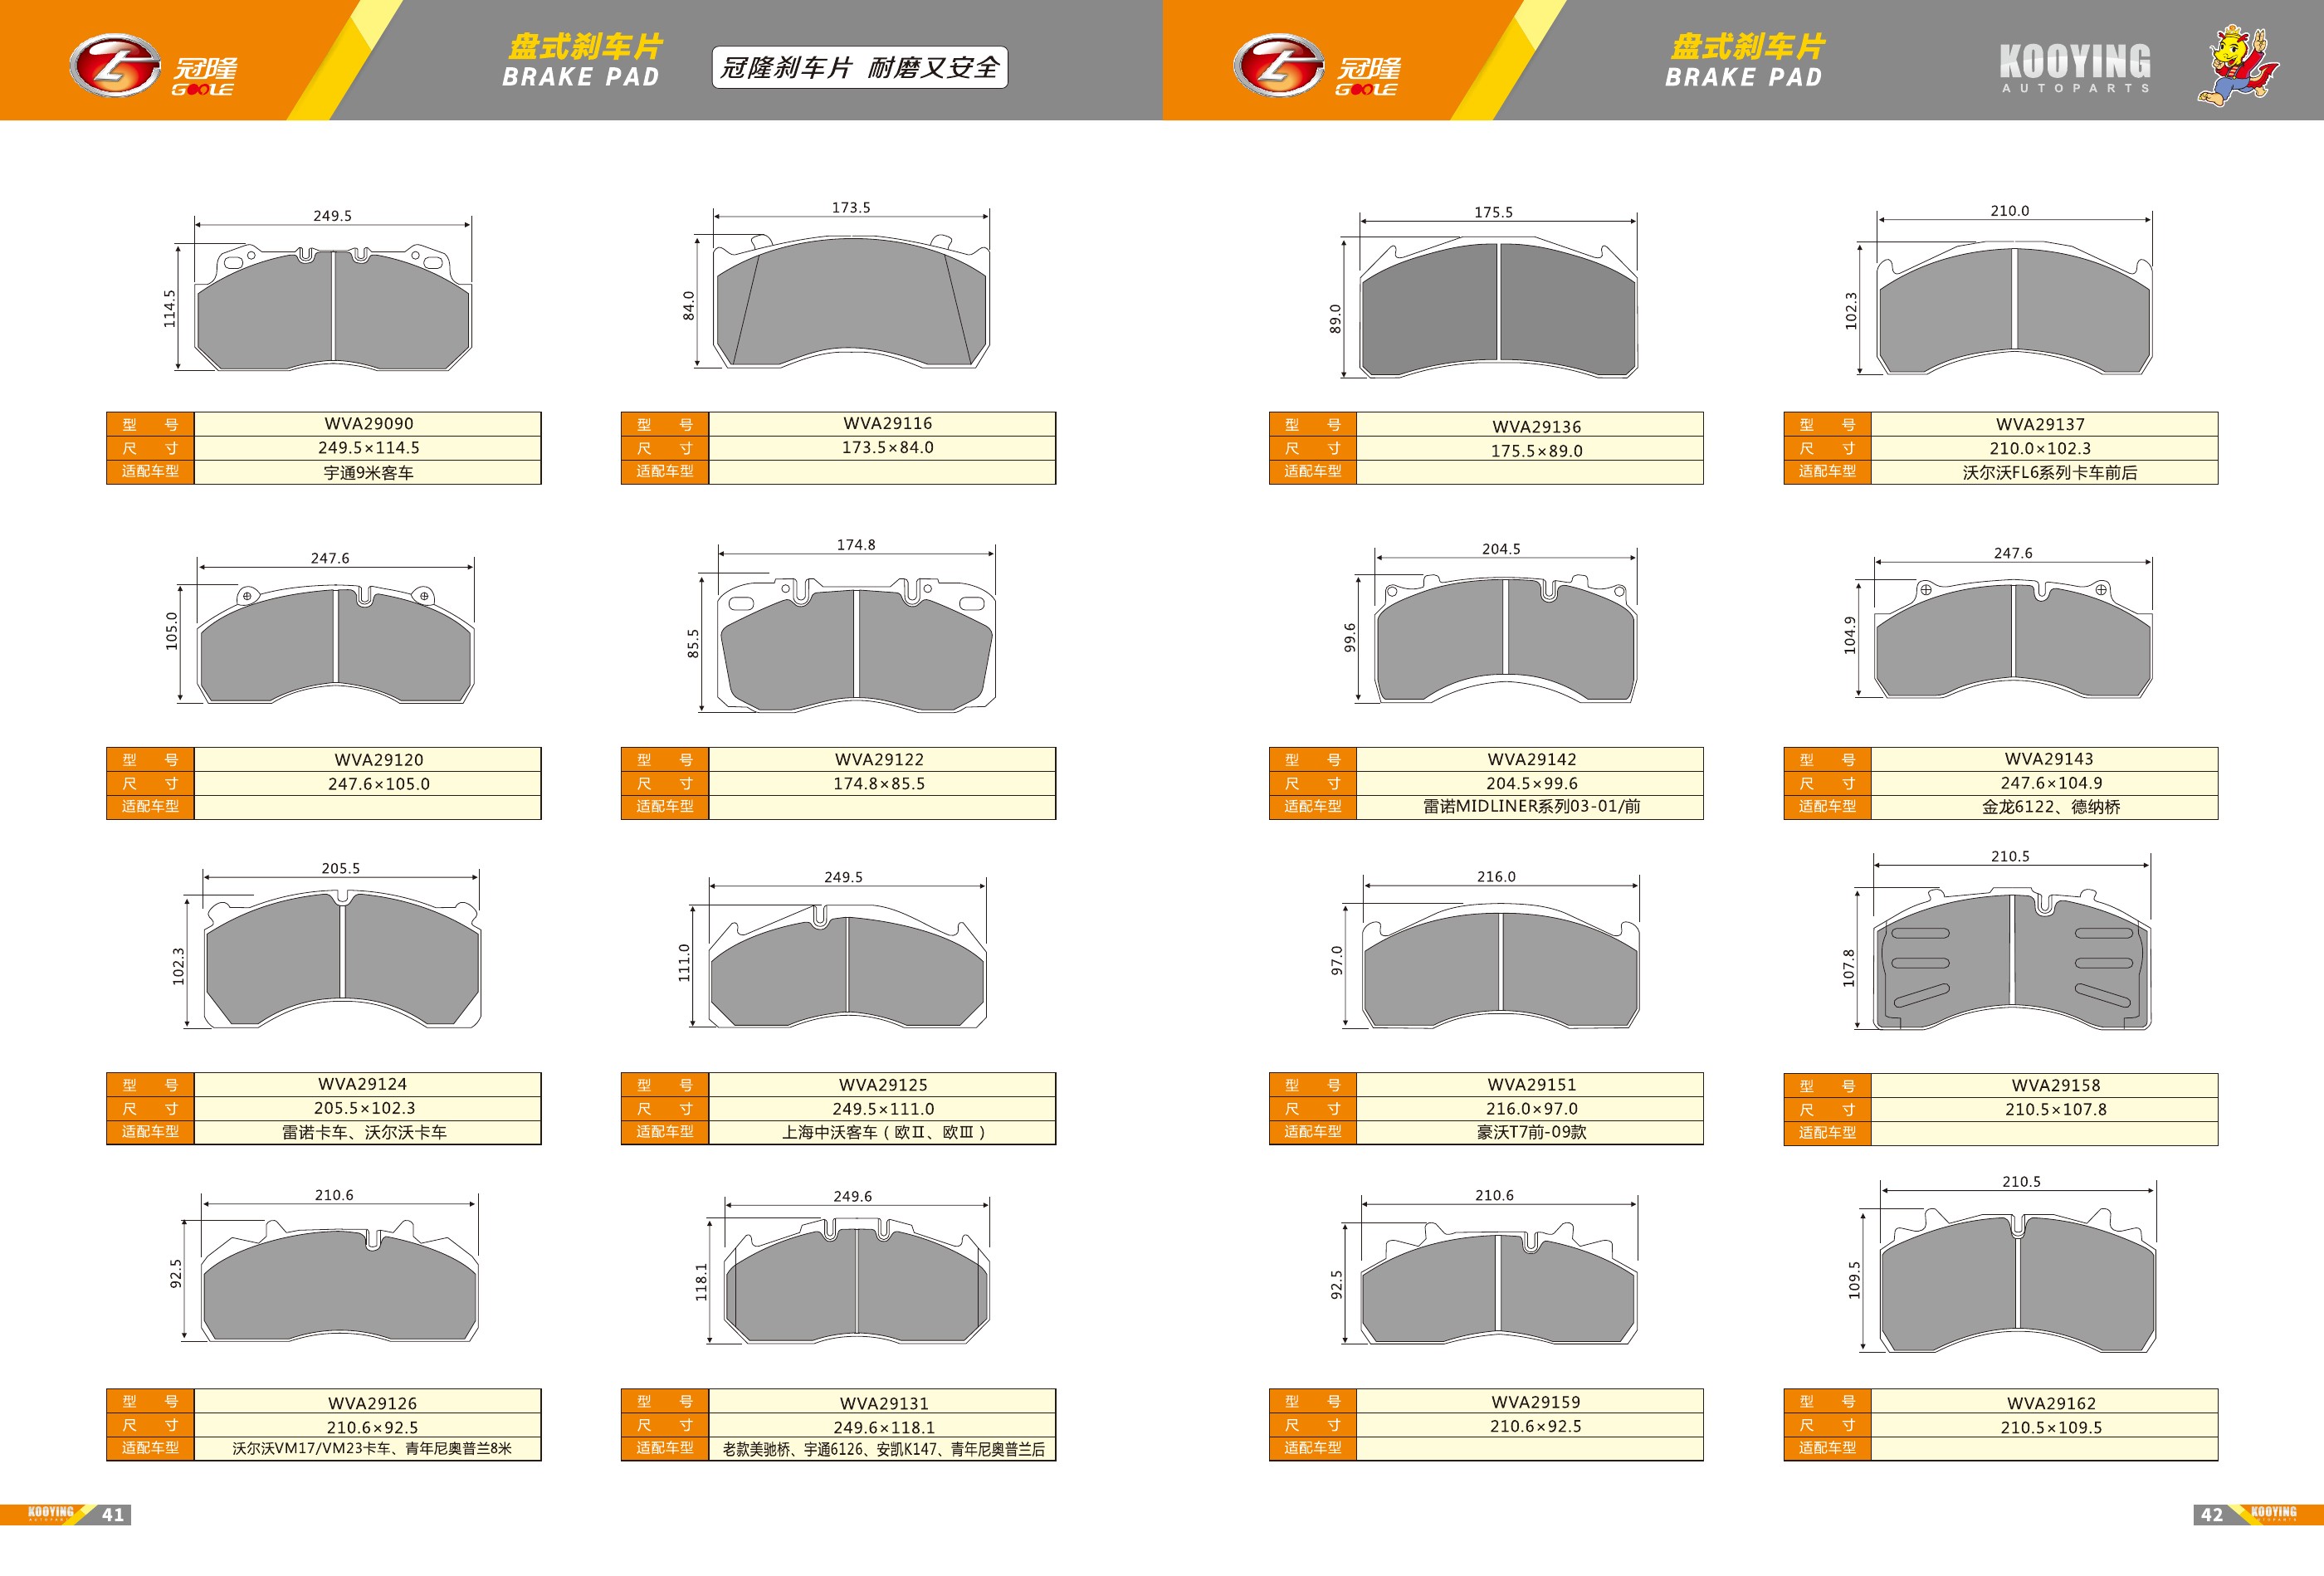 冠隆
GOOLE
盘式刹车片
BRAKE PAD
冠隆刹车片 耐磨又安全
冠隆
GOOLE
盘式刹车片
BRAKE PAD
KOOYING
AUTOPARTS
249.5
114.5
型 号 WVA29090
尺 寸 249.5×114.5
适配车型 宇通9米客车
173.5
84.0
型 号 WVA29116
尺 寸 173.5×84.0
适配车型
247.6
105.0
型 号 WVA29120
尺 寸 247.6×105.0
适配车型
174.8
85.5
型 号 WVA29122
尺 寸 174.8×85.5
适配车型
205.5
102.3
型 号 WVA29124
尺 寸 205.5×102.3
适配车型 雷诺卡车、沃尔沃卡车
249.5
111.0
型 号 WVA29125
尺 寸 249.5×111.0
适配车型 上海中沃客车（欧Ⅱ、欧Ⅲ）
210.6
92.5
型 号 WVA29126
尺 寸 210.6×92.5
适配车型 沃尔沃VM17/VM23卡车、青年尼奥普兰8米
249.6
118.1
型 号 WVA29131
尺 寸 249.6×118.1
适配车型 老款美驰桥、宇通6126、安凯K147、青年尼奥普兰后
175.5
89.0
型 号 WVA29136
尺 寸 175.5×89.0
适配车型
210.0
102.3
型 号 WVA29137
尺 寸 210.0×102.3
适配车型 沃尔沃FL6系列卡车前后
204.5
99.6
型 号 WVA29142
尺 寸 204.5×99.6
适配车型 雷诺MIDLINER系列03-01/前
247.6
104.9
型 号 WVA29143
尺 寸 247.6×104.9
适配车型 金龙6122、德纳桥
216.0
97.0
型 号 WVA29151
尺 寸 216.0×97.0
适配车型 豪沃T7前-09款
210.5
107.8
型 号 WVA29158
尺 寸 210.5×107.8
适配车型
210.6
92.5
型 号 WVA29159
尺 寸 210.6×92.5
适配车型
210.5
109.5
型 号 WVA29162
尺 寸 210.5×109.5
适配车型
KOOYING
AUTOPARTS
41
42
KOOYING
AUTOPARTS